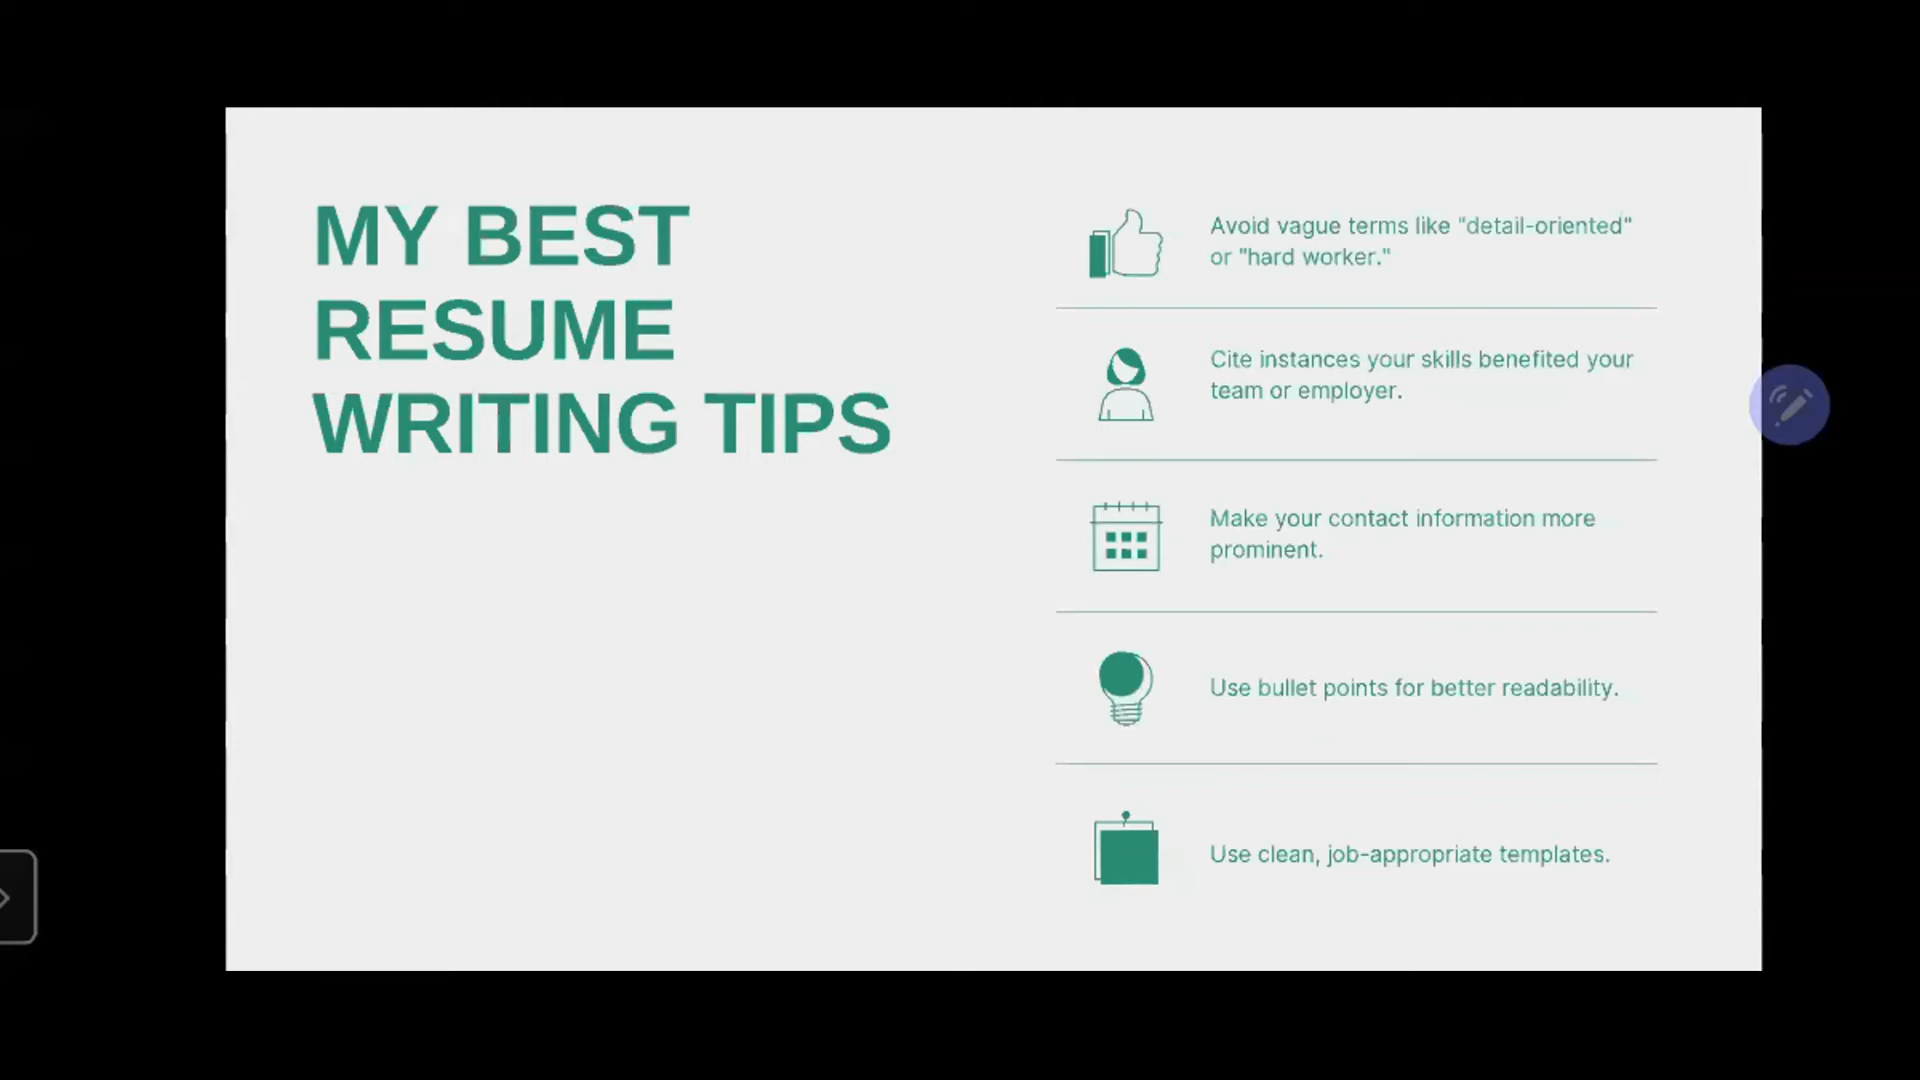 MY BEST
RESUME
WRITING TIPS
Avoid vague terms like "detail-oriented"
or "hard worker."
Cite instances your skills benefited your
team or employer.
Make your contact information more
prominent.
Use bullet points for better readability.
Use clean, job-appropriate templates.